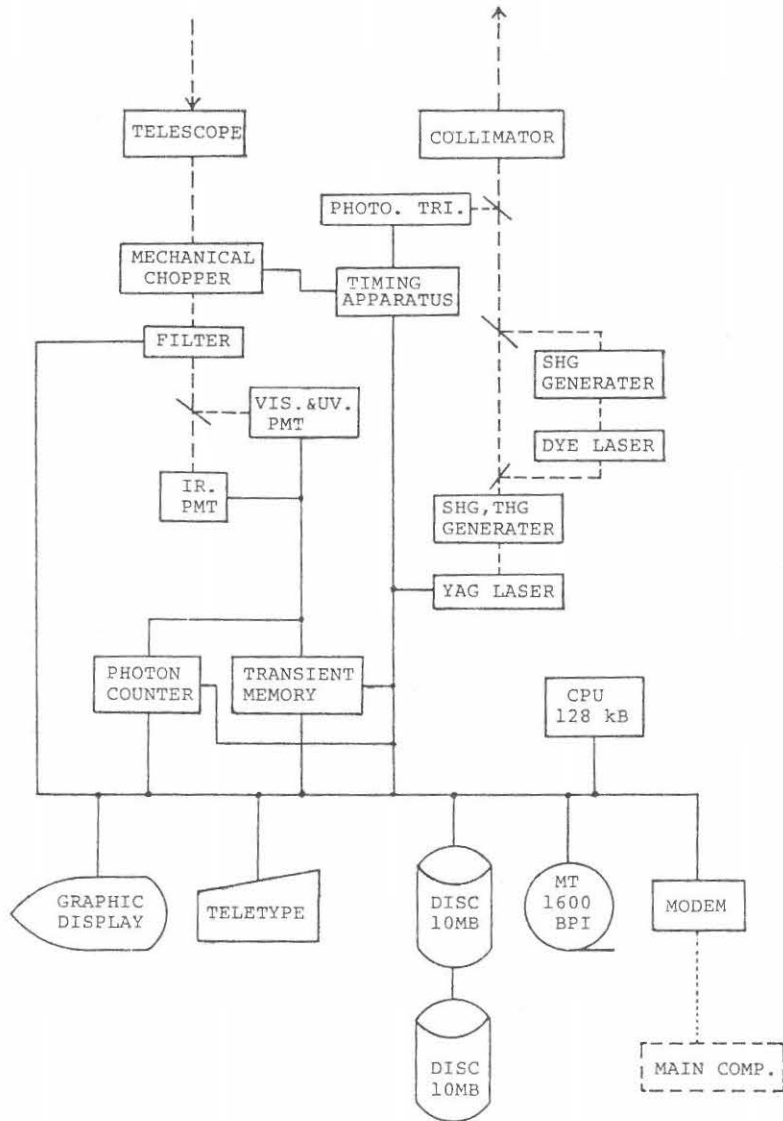 TELESCOPE
COLLIMATOR
PHOTO. TRI.
MECHANICAL
CHOPPER
TIMING
APPARATUS
FILTER
SHG
GENERATER
VIS.&UV.
PMT
DYE LASER
IR.
PMT
SHG,THG
GENERATER
YAG LASER
PHOTON
COUNTER
TRANSIENT
MEMORY
CPU
128 kB
GRAPHIC
DISPLAY
TELETYPE
DISC
10MB
MT
1600
BPI
MODEM
DISC
10MB
MAIN COMP.